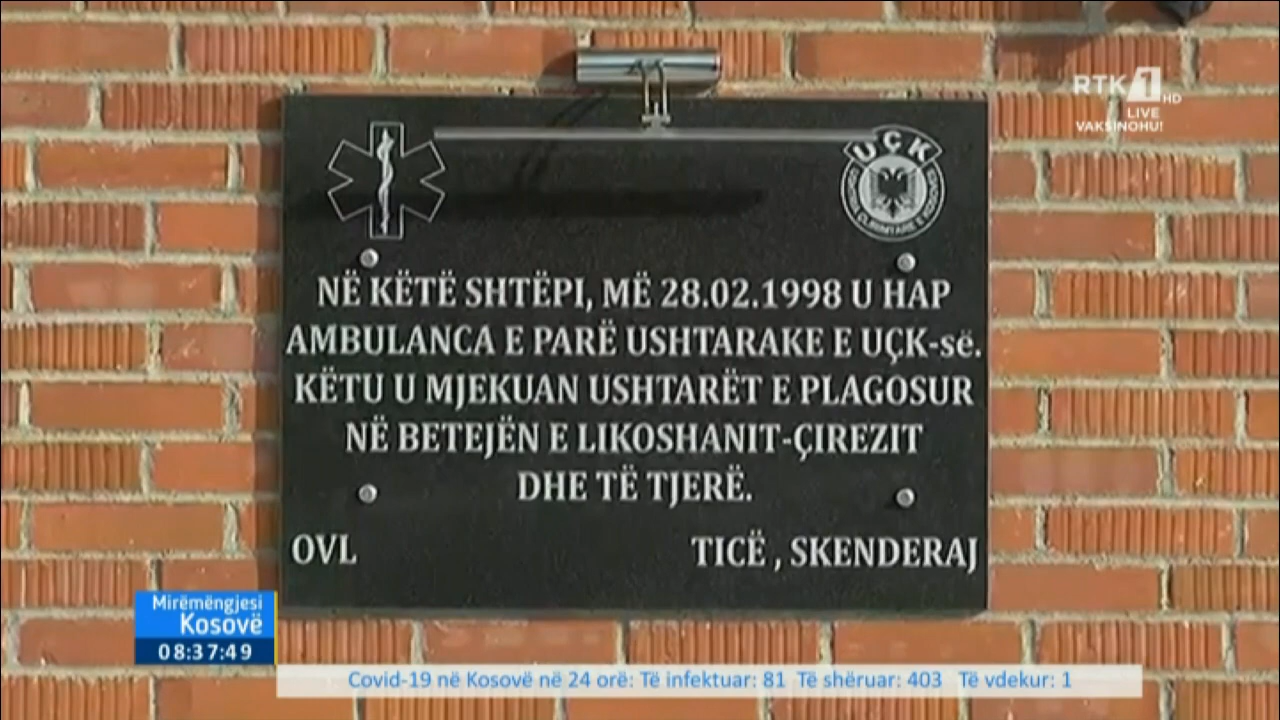 RTK 1 HD
LIVE
VAKSINOHU!
UÇK
NË KËTË SHTËPI, MË 28.02.1998 U HAP
AMBULANCA E PARË USHTARAKE E UÇK-së.
KËTU U MJEKUAN USHTARËT E PLAGOSUR
NË BETEJËN E LIKOSHANIT-ÇIREZIT
DHE TË TJERË.
OVL
TICË , SKENDERAJ
Mirëmëngjesi
Kosovë
08:37:49
Covid-19 në Kosovë në 24 orë: Të infektuar: 81 Të shëruar: 403 Të vdekur: 1